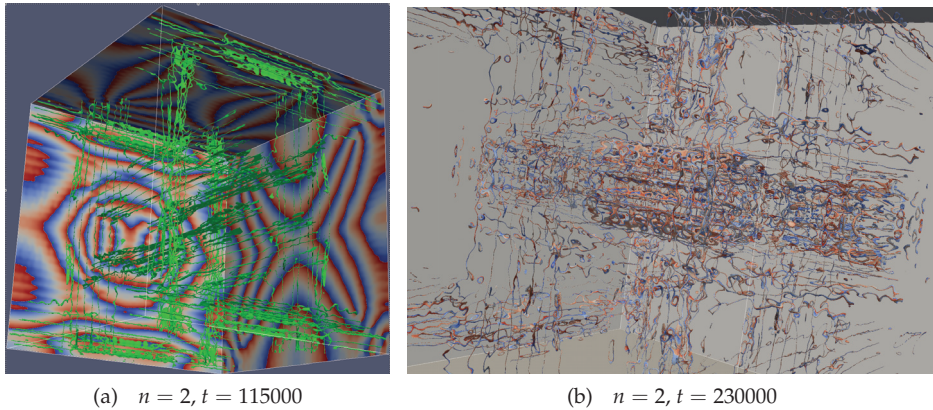 (a) n = 2, t = 115000
(b) n = 2, t = 230000